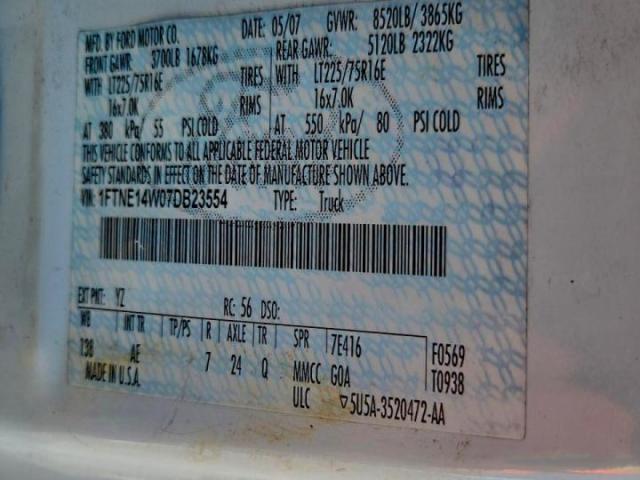 MFD. BY FORD MOTOR CO. DATE: 05/07 GVWR: 8520LB/ 3865KG
FRONT GAWR: 3700LB 1678KG REAR GAWR: 5120LB 2322KG
WITH LT225/75R16E TIRES WITH LT225/75R16E TIRES
16x7.0K RIMS 16x7.0K RIMS
AT 380 kPa/ 55 PSI COLD AT 550 kPa/ 80 PSI COLD
THIS VEHICLE CONFORMS TO ALL APPLICABLE FEDERAL MOTOR VEHICLE
SAFETY STANDARDS IN EFFECT ON THE DATE OF MANUFACTURE SHOWN ABOVE.
VIN: 1FTNE14W07DB23554 TYPE: Truck
EXT PNT: YZ RC: 56 DSO:
WB INT TR TP/PS R AXLE TR SPR 7E416 F0569
138 AE 7 24 Q MMCC GOA T0938
MADE IN U.S.A. ULC ▽5U5A-3520472-AA